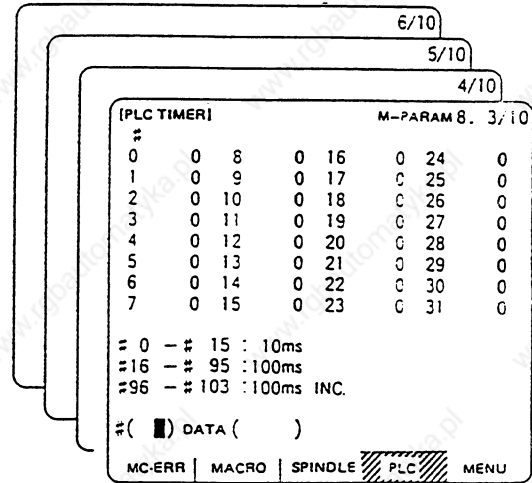 6/10
5/10
4/10
[PLC TIMER] M-PARAM 8. 3/10
#
0 0 8 0 16 0 24 0
1 0 9 0 17 0 25 0
2 0 10 0 18 0 26 0
3 0 11 0 19 0 27 0
4 0 12 0 20 0 28 0
5 0 13 0 21 0 29 0
6 0 14 0 22 0 30 0
7 0 15 0 23 0 31 0
# 0 - # 15 : 10ms
#16 - # 95 :100ms
#96 - #103 :100ms INC.
#( ) DATA ( )
MC-ERR MACRO SPINDLE PLC MENU
www.rgbautomatyka.pl